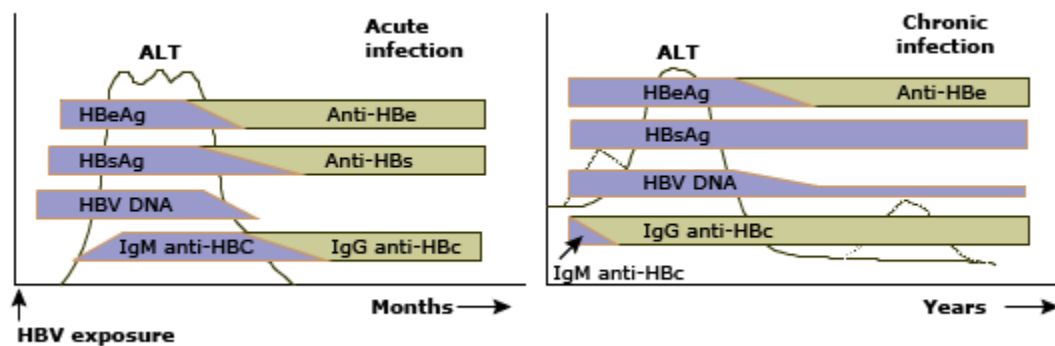 Acute
infection
ALT
HBeAg
Anti-HBe
HBsAg
Anti-HBs
HBV DNA
IgM anti-HBC
IgG anti-HBc
Months
HBV exposure
Chronic
infection
ALT
HBeAg
Anti-HBe
HBsAg
HBV DNA
IgG anti-HBc
IgM anti-HBc
Years